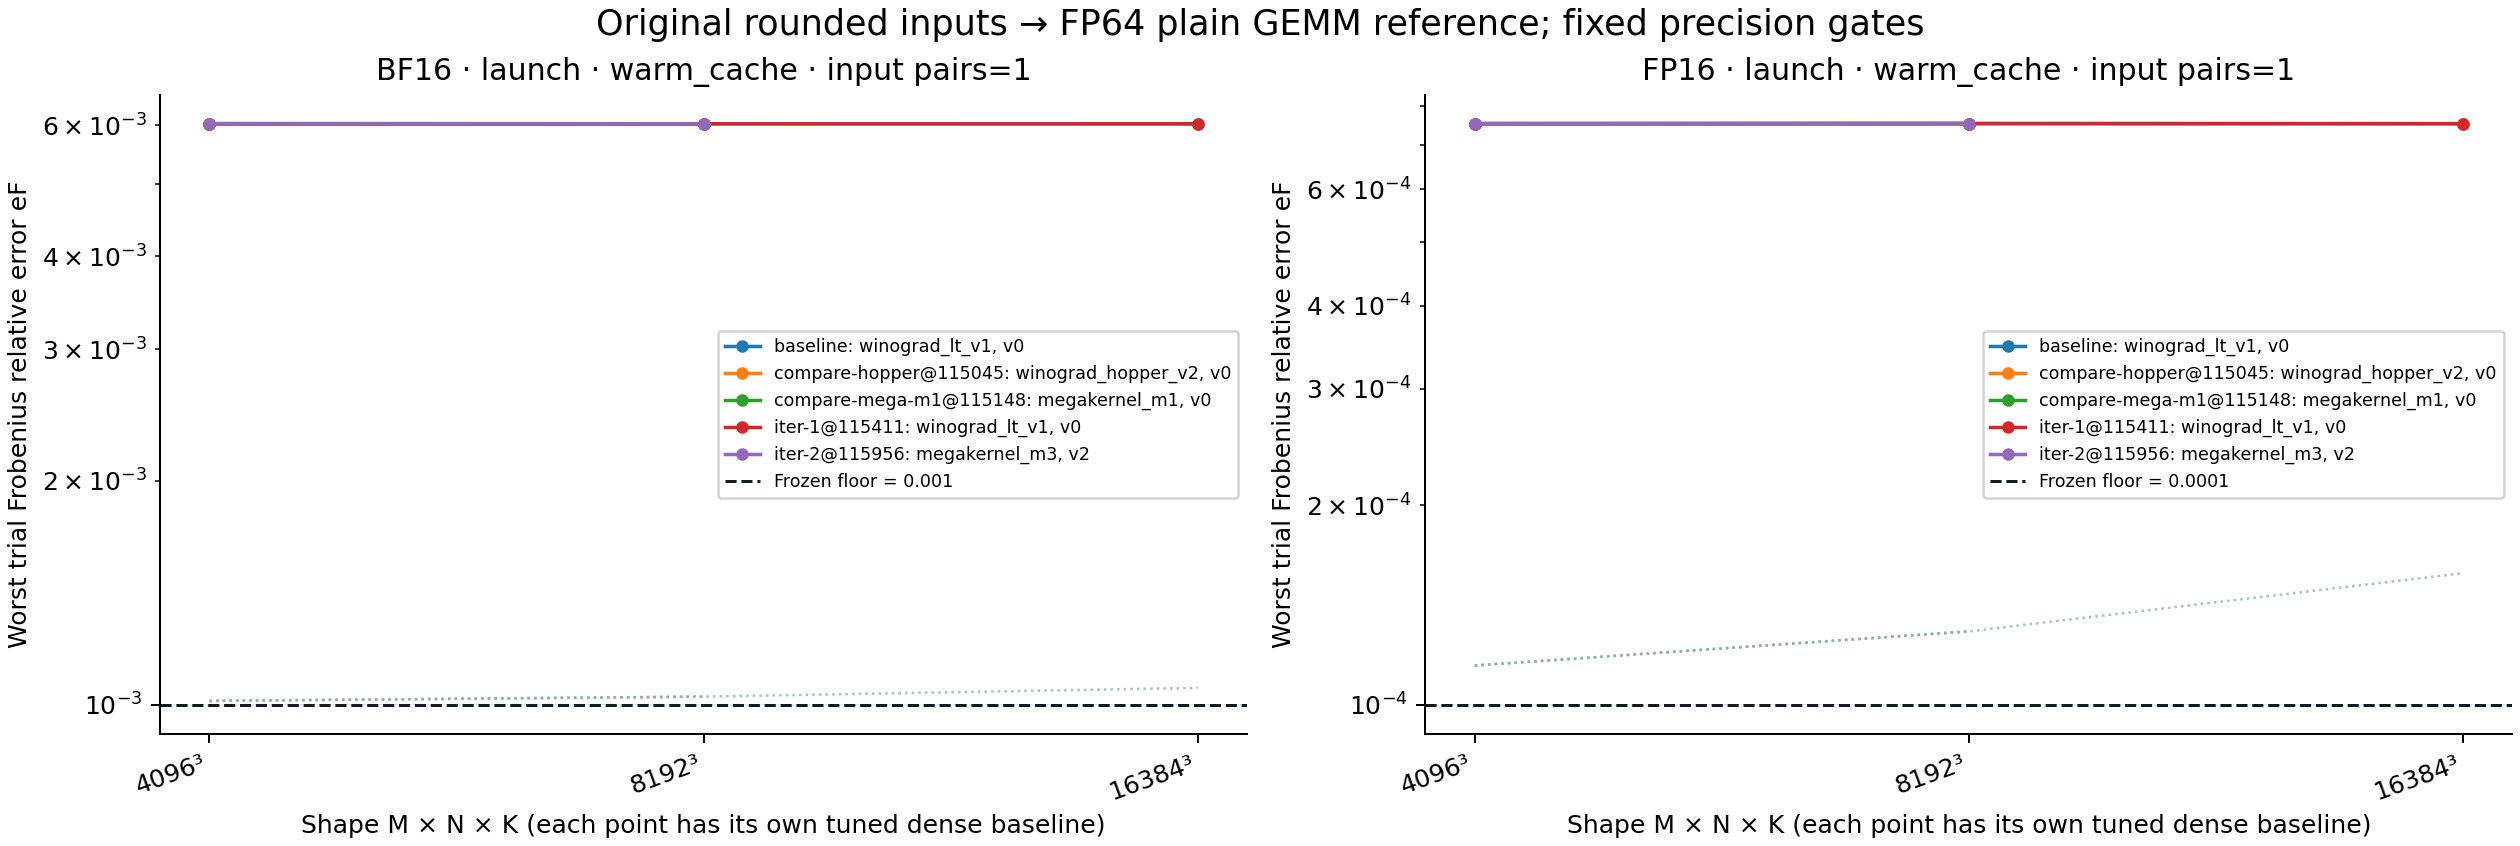 Original rounded inputs → FP64 plain GEMM reference; fixed precision gates
BF16 · launch · warm_cache · input pairs=1
Worst trial Frobenius relative error eF
6 × 10⁻³
4 × 10⁻³
3 × 10⁻³
2 × 10⁻³
10⁻³
baseline: winograd_lt_v1, v0
compare-hopper@115045: winograd_hopper_v2, v0
compare-mega-m1@115148: megakernel_m1, v0
iter-1@115411: winograd_lt_v1, v0
iter-2@115956: megakernel_m3, v2
Frozen floor = 0.001
4096³
8192³
16384³
Shape M × N × K (each point has its own tuned dense baseline)
FP16 · launch · warm_cache · input pairs=1
Worst trial Frobenius relative error eF
6 × 10⁻⁴
4 × 10⁻⁴
3 × 10⁻⁴
2 × 10⁻⁴
10⁻⁴
baseline: winograd_lt_v1, v0
compare-hopper@115045: winograd_hopper_v2, v0
compare-mega-m1@115148: megakernel_m1, v0
iter-1@115411: winograd_lt_v1, v0
iter-2@115956: megakernel_m3, v2
Frozen floor = 0.0001
4096³
8192³
16384³
Shape M × N × K (each point has its own tuned dense baseline)